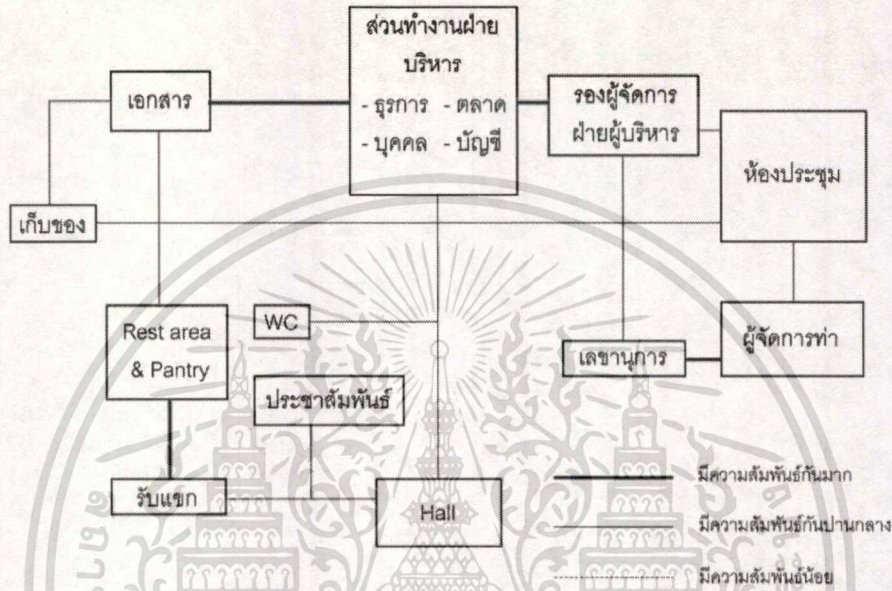 ส่วนทำงานฝ่าย
บริหาร
- ธุรการ - ตลาด
- บุคคล - บัญชี
เอกสาร
รองผู้จัดการ
ฝ่ายผู้บริหาร
ห้องประชุม
เก็บของ
Rest area
& Pantry
WC
ประชาสัมพันธ์
เลขานุการ
ผู้จัดการท่า
รับแขก
Hall
มีความสัมพันธ์กันมาก
มีความสัมพันธ์กันปานกลาง
มีความสัมพันธ์น้อย